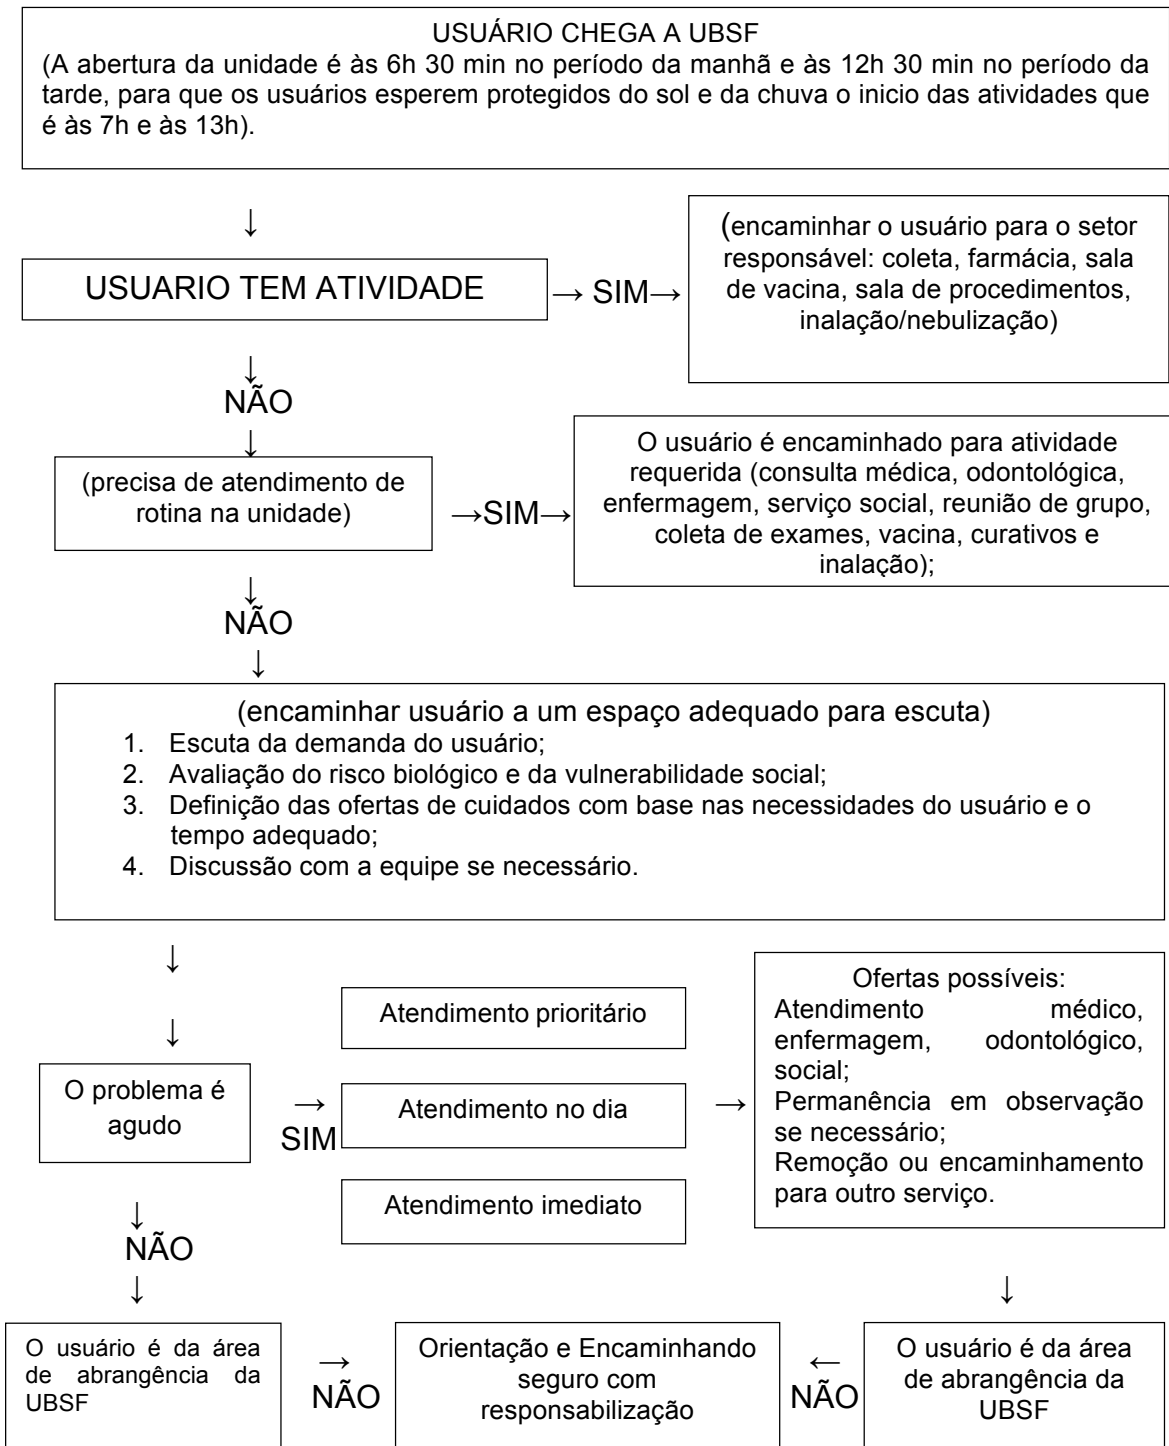 USUÁRIO CHEGA A UBSF
(A abertura da unidade é às 6h 30 min no período da manhã e às 12h 30 min no período da
tarde, para que os usuários esperem protegidos do sol e da chuva o inicio das atividades que
é às 7h e às 13h).
↓
USUARIO TEM ATIVIDADE
→ SIM→
(encaminhar o usuário para o setor
responsável: coleta, farmácia, sala
de vacina, sala de procedimentos,
inalação/nebulização)
↓
NÃO
↓
(precisa de atendimento de
rotina na unidade)
→SIM→
O usuário é encaminhado para atividade
requerida (consulta médica, odontológica,
enfermagem, serviço social, reunião de grupo,
coleta de exames, vacina, curativos e
inalação);
↓
NÃO
↓
(encaminhar usuário a um espaço adequado para escuta)
1. Escuta da demanda do usuário;
2. Avaliação do risco biológico e da vulnerabilidade social;
3. Definição das ofertas de cuidados com base nas necessidades do usuário e o
tempo adequado;
4. Discussão com a equipe se necessário.
↓
↓
O problema é
agudo
→
SIM
Atendimento prioritário
Atendimento no dia
Atendimento imediato
→
Ofertas possíveis:
Atendimento médico,
enfermagem, odontológico,
social;
Permanência em observação
se necessário;
Remoção ou encaminhamento
para outro serviço.
↓
NÃO
↓
↓
O usuário é da área
de abrangência da
UBSF
→
NÃO
Orientação e Encaminhando
seguro com
responsabilização
←
NÃO
O usuário é da área
de abrangência da
UBSF